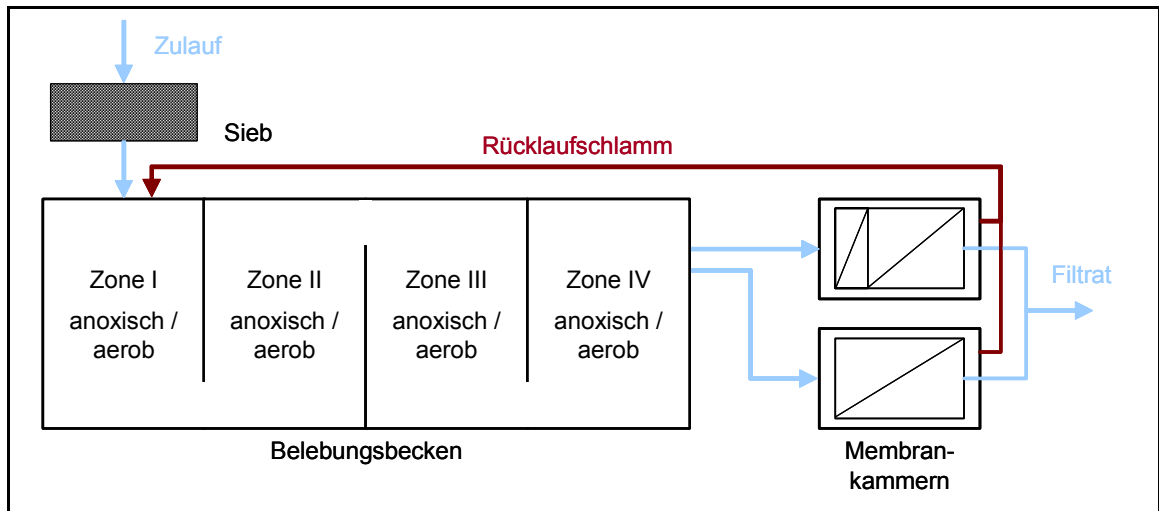 Zulauf
Sieb
Rücklaufschlamm
Zone I
anoxisch /
aerob
Zone II
anoxisch /
aerob
Zone III
anoxisch /
aerob
Zone IV
anoxisch /
aerob
Filtrat
Belebungsbecken
Membran-
kammern